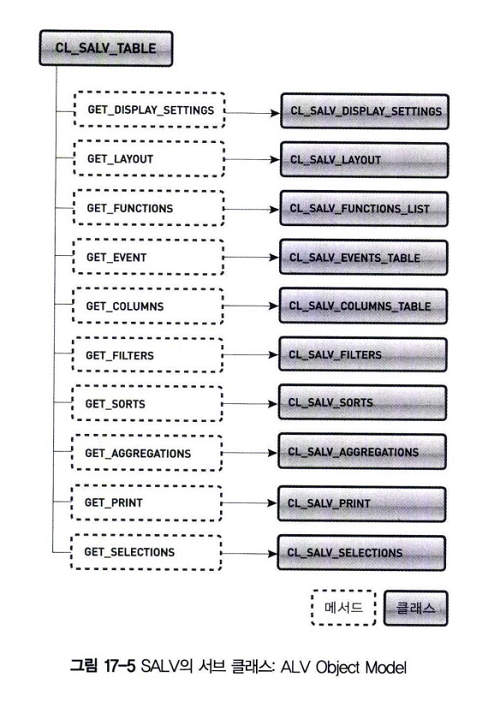 CL_SALV_TABLE
GET_DISPLAY_SETTINGS CL_SALV_DISPLAY_SETTINGS
GET_LAYOUT CL_SALV_LAYOUT
GET_FUNCTIONS CL_SALV_FUNCTIONS_LIST
GET_EVENT CL_SALV_EVENTS_TABLE
GET_COLUMNS CL_SALV_COLUMNS_TABLE
GET_FILTERS CL_SALV_FILTERS
GET_SORTS CL_SALV_SORTS
GET_AGGREGATIONS CL_SALV_AGGREGATIONS
GET_PRINT CL_SALV_PRINT
GET_SELECTIONS CL_SALV_SELECTIONS
메서드 클래스
그림 17-5 SALV의 서브 클래스: ALV Object Model